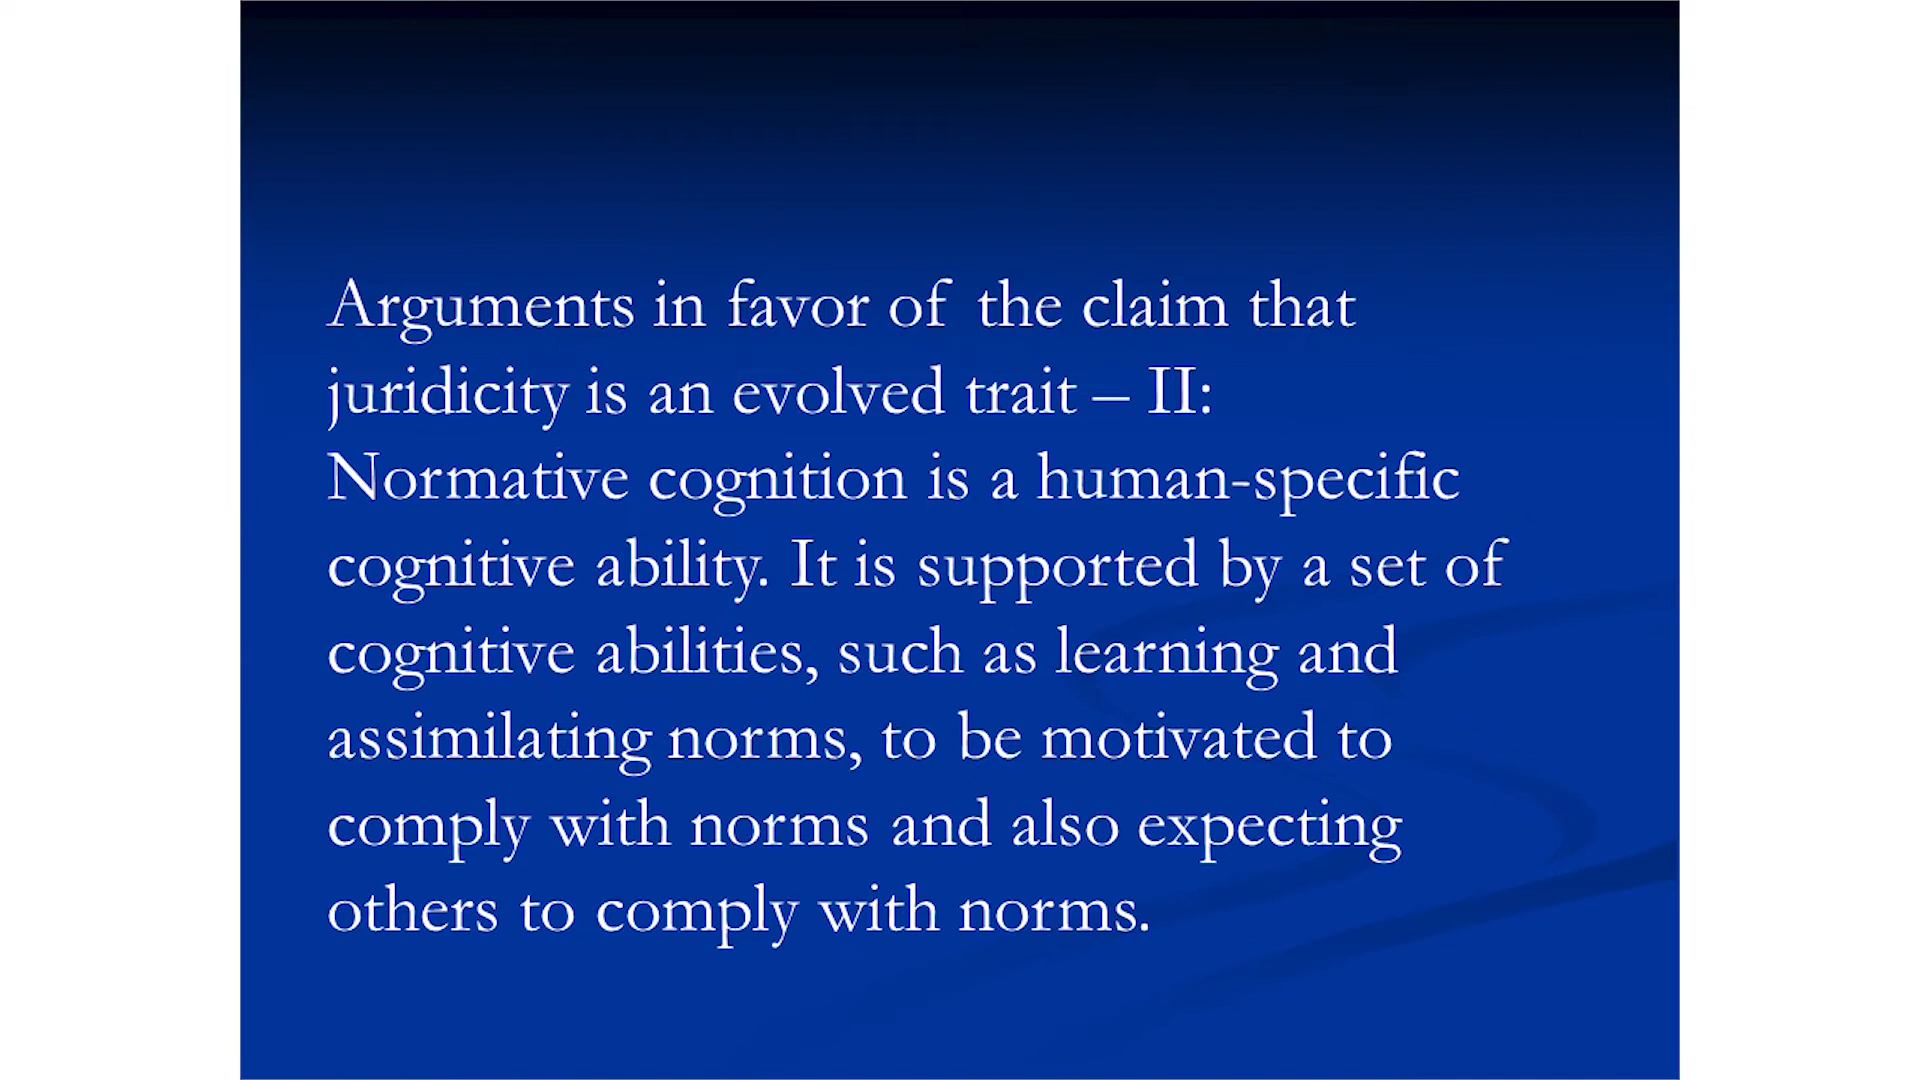 Arguments in favor of the claim that
juridicity is an evolved trait – II:
Normative cognition is a human-specific
cognitive ability. It is supported by a set of
cognitive abilities, such as learning and
assimilating norms, to be motivated to
comply with norms and also expecting
others to comply with norms.